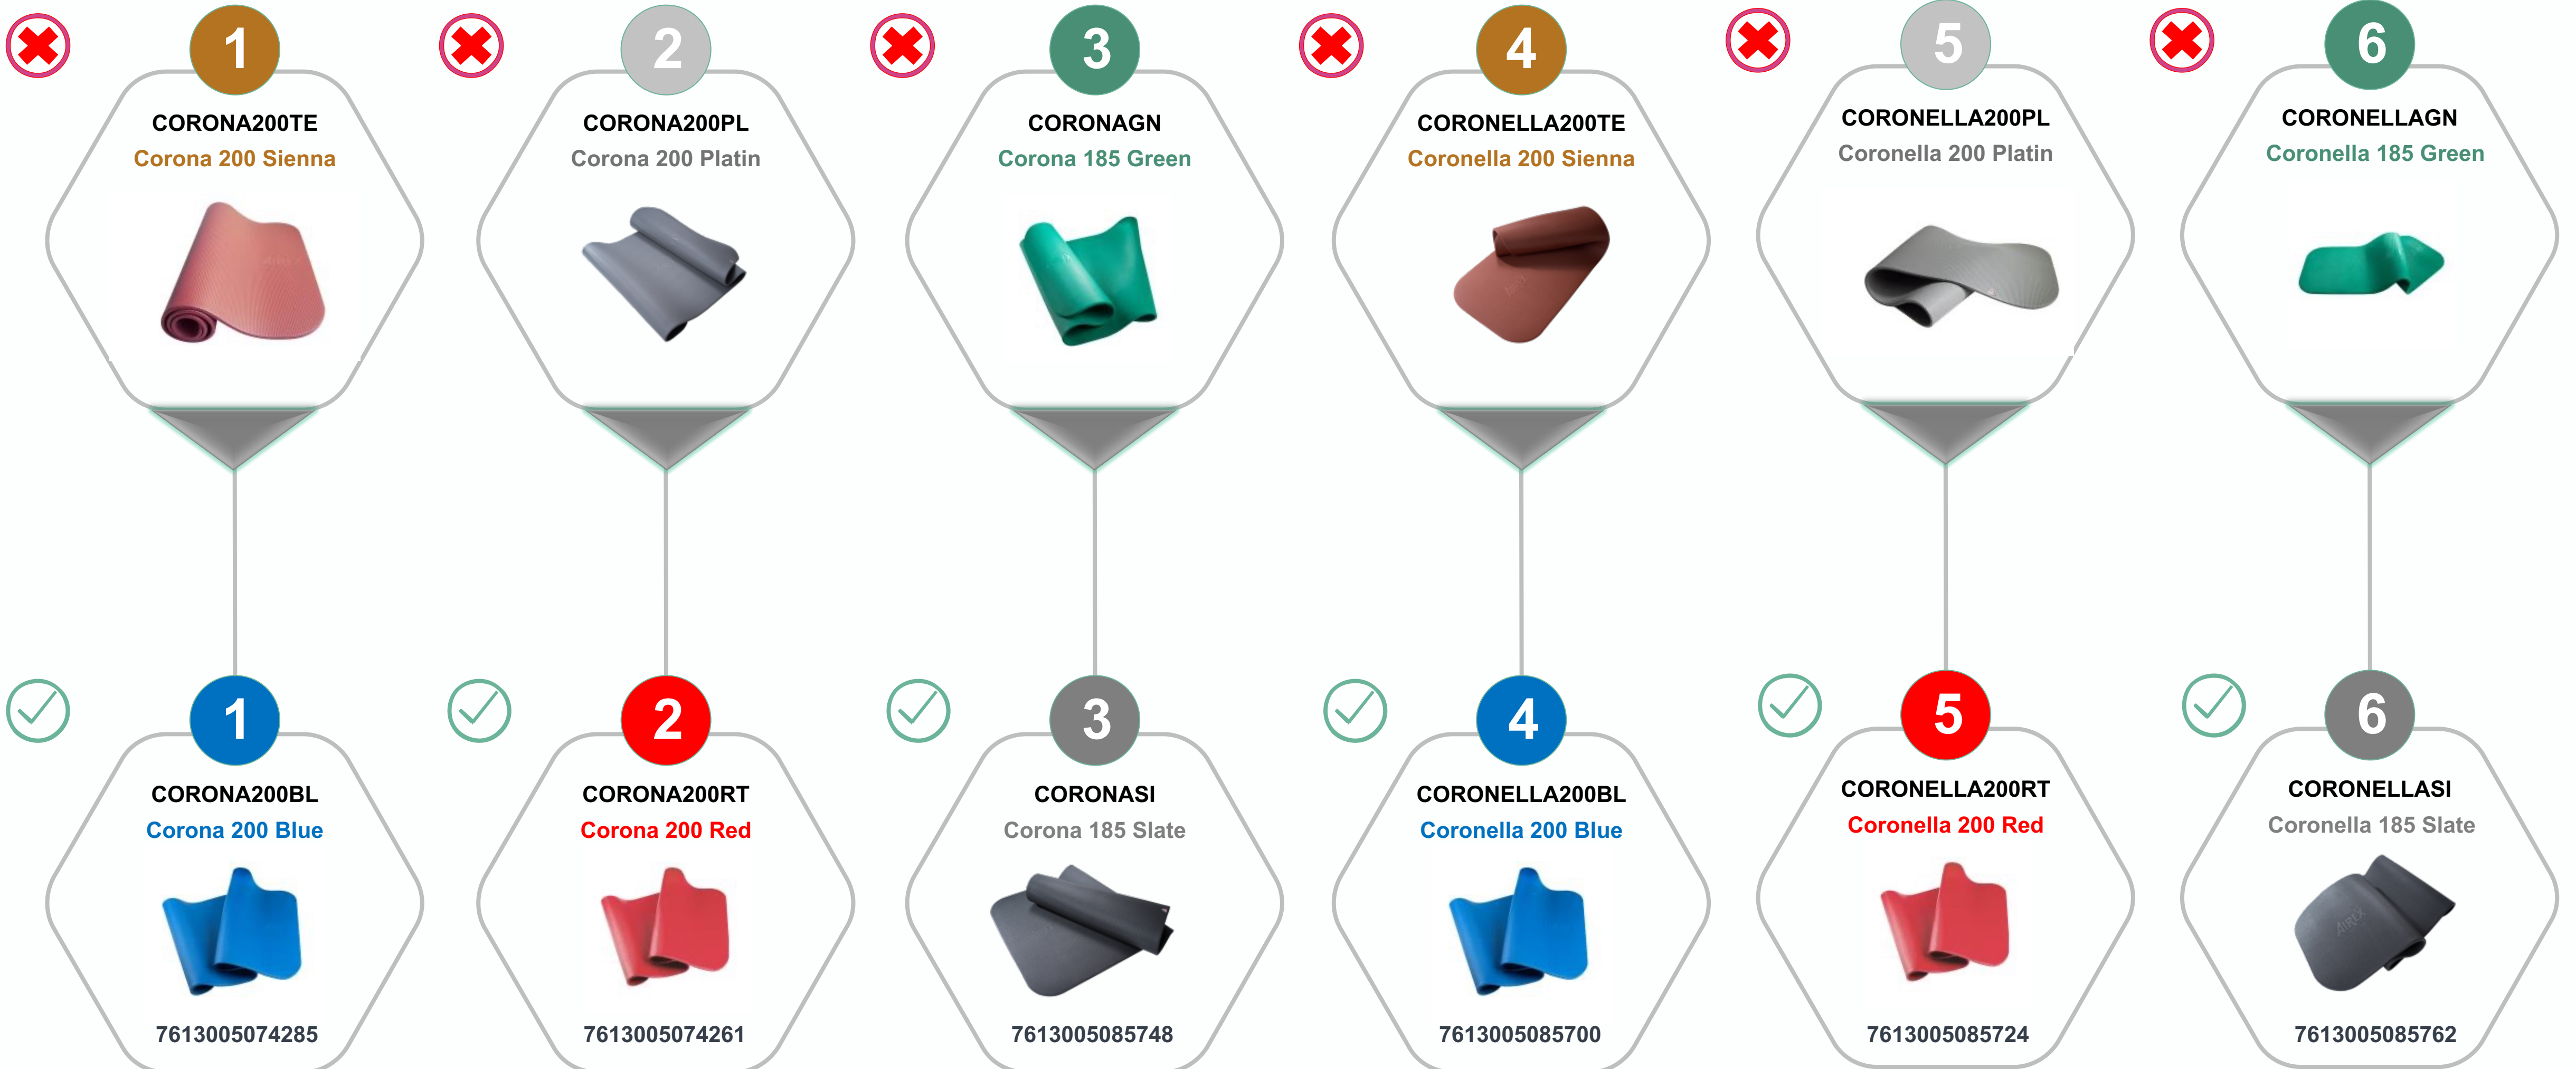 1
CORONA200TE
Corona 200 Sienna
2
CORONA200PL
Corona 200 Platin
3
CORONAGN
Corona 185 Green
4
CORONELLA200TE
Coronella 200 Sienna
5
CORONELLA200PL
Coronella 200 Platin
6
CORONELLAGN
Coronella 185 Green
1
CORONA200BL
Corona 200 Blue
7613005074285
2
CORONA200RT
Corona 200 Red
7613005074261
3
CORONASI
Corona 185 Slate
7613005085748
4
CORONELLA200BL
Coronella 200 Blue
7613005085700
5
CORONELLA200RT
Coronella 200 Red
7613005085724
6
CORONELLASI
Coronella 185 Slate
AIREX
7613005085762